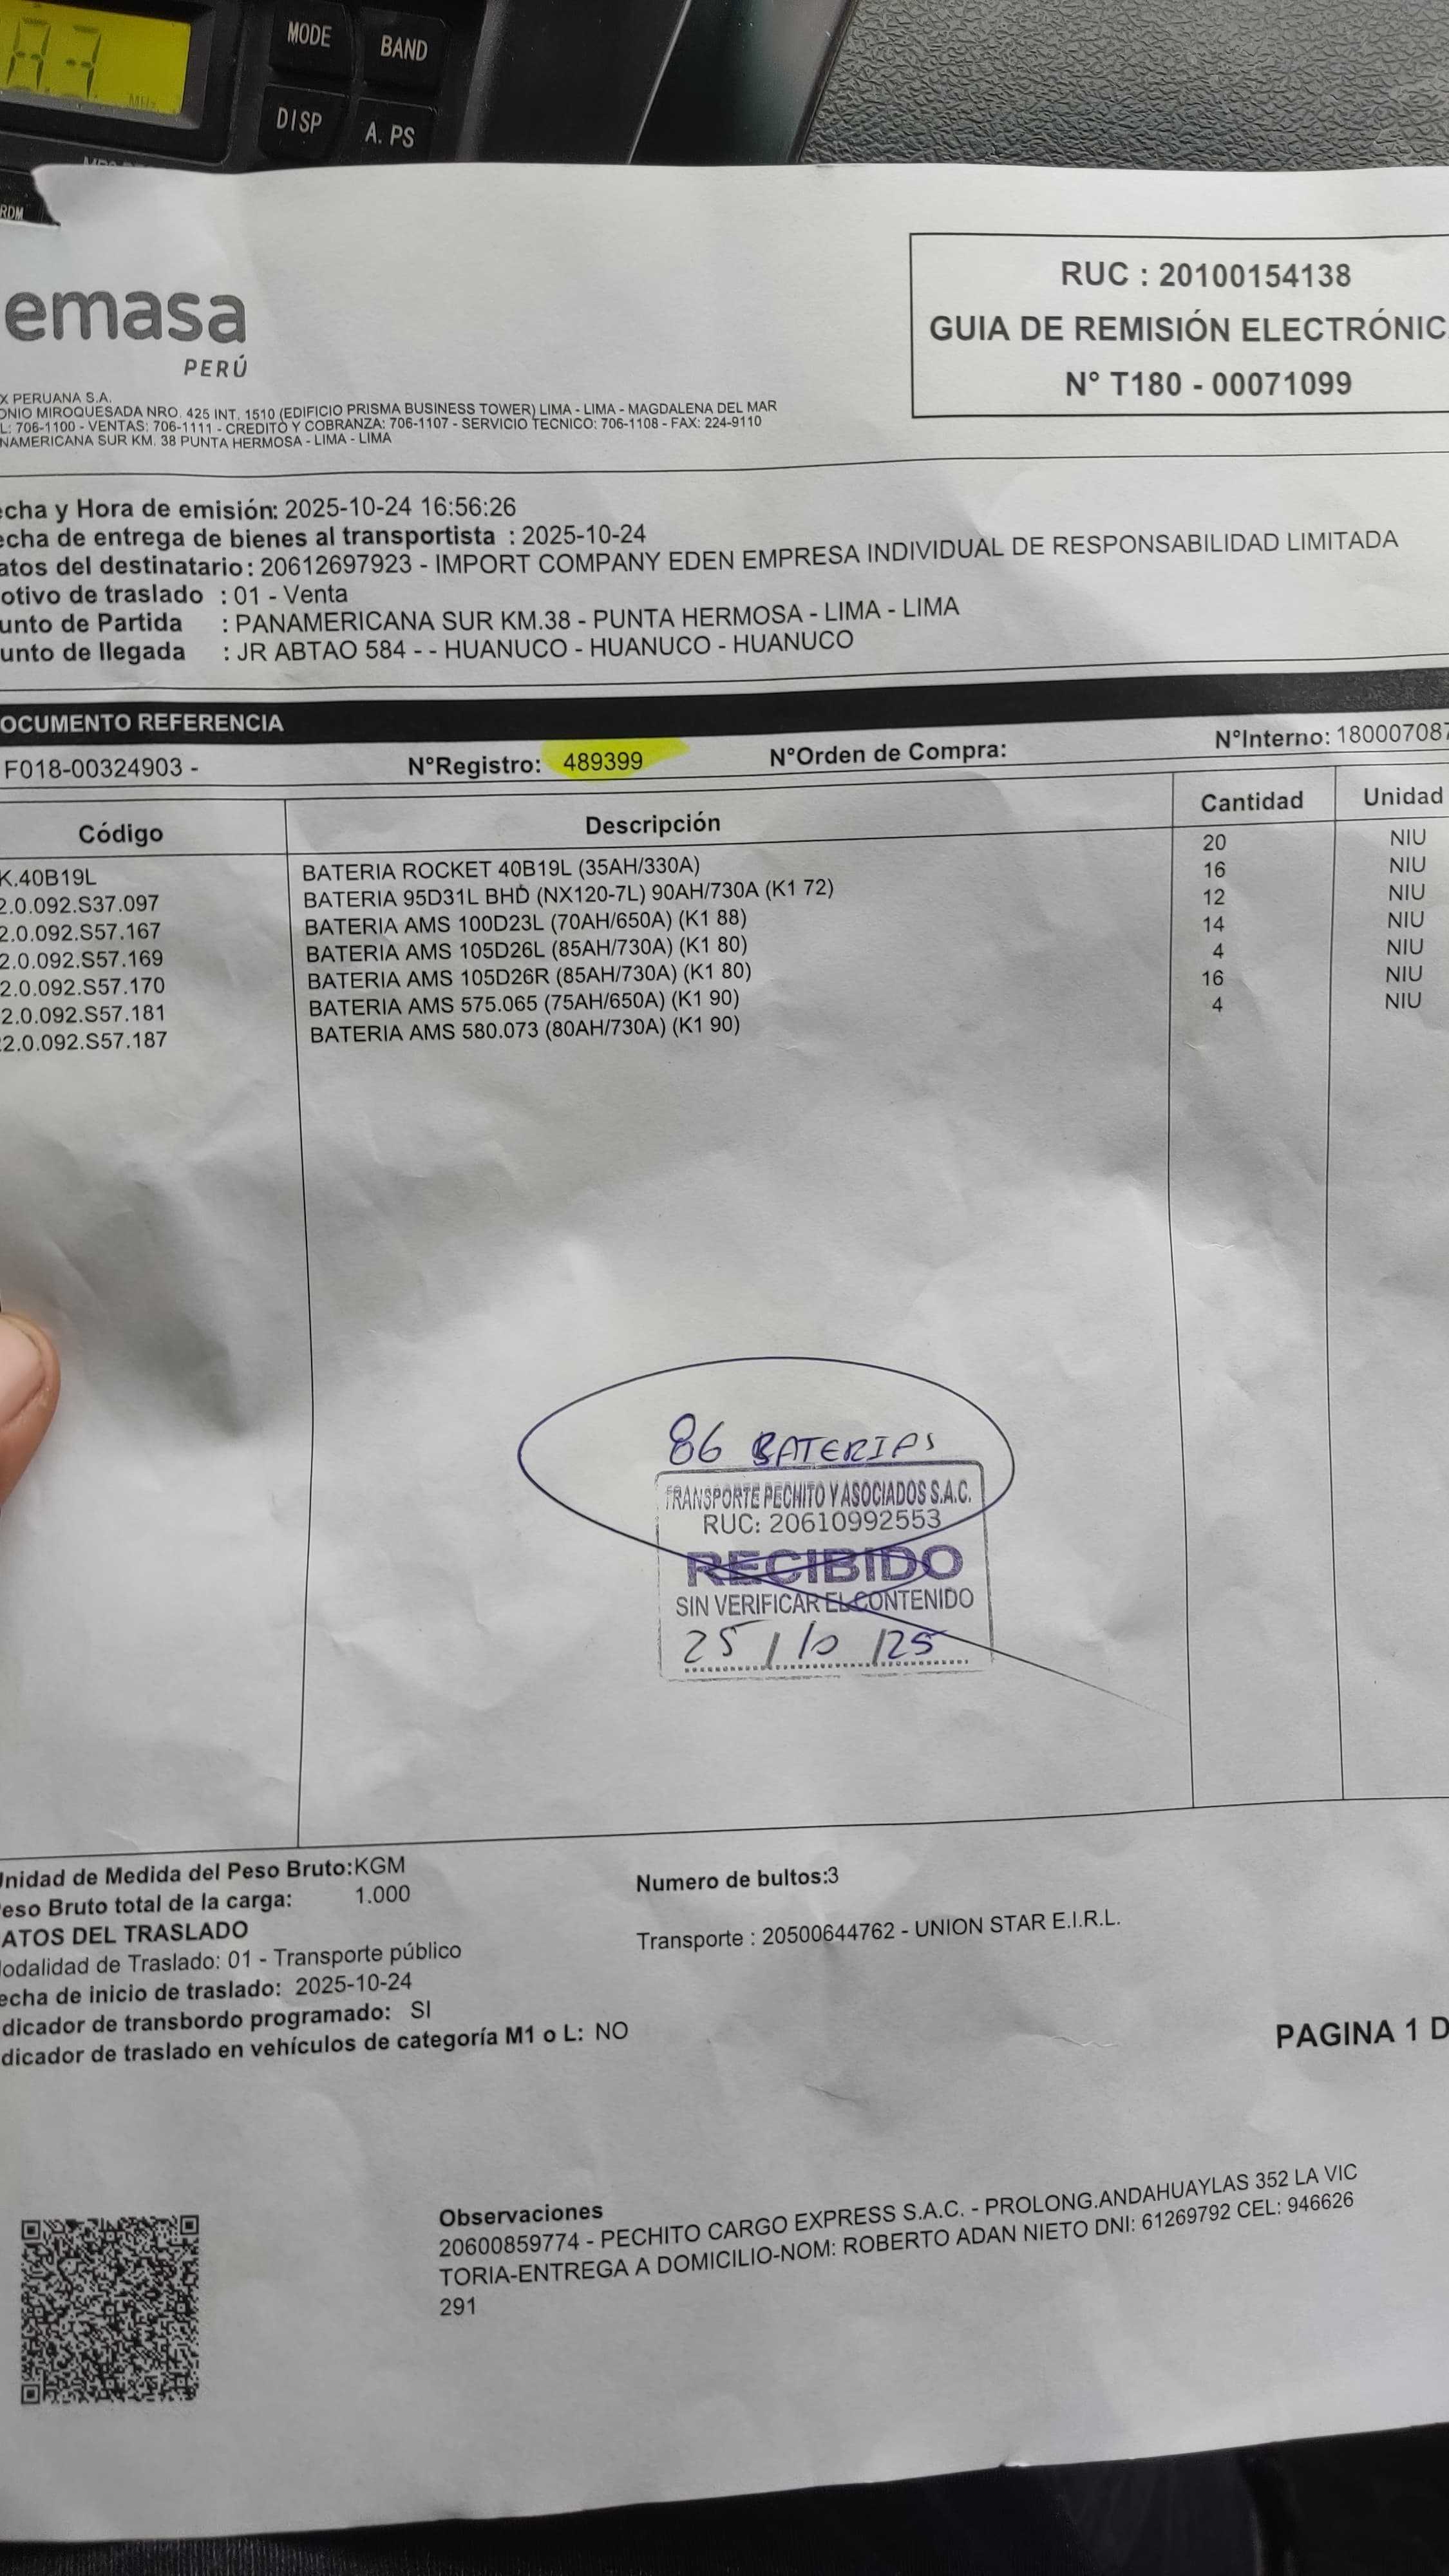 MODE
BAND
DISP
A.PS
MHz
RDM
emasa
PERÚ
RUC : 20100154138
GUIA DE REMISIÓN ELECTRÓNIC
N° T180 - 00071099
X PERUANA S.A.
ONIO MIROQUESADA NRO. 425 INT. 1510 (EDIFICIO PRISMA BUSINESS TOWER) LIMA - LIMA - MAGDALENA DEL MAR
L: 706-1100 - VENTAS: 706-1111 - CREDITO Y COBRANZA: 706-1107 - SERVICIO TECNICO: 706-1108 - FAX: 224-9110
NAMERICANA SUR KM. 38 PUNTA HERMOSA - LIMA - LIMA
echa y Hora de emisión: 2025-10-24 16:56:26
echa de entrega de bienes al transportista : 2025-10-24
atos del destinatario : 20612697923 - IMPORT COMPANY EDEN EMPRESA INDIVIDUAL DE RESPONSABILIDAD LIMITADA
otivo de traslado : 01 - Venta
unto de Partida : PANAMERICANA SUR KM.38 - PUNTA HERMOSA - LIMA - LIMA
unto de llegada : JR ABTAO 584 - - HUANUCO - HUANUCO - HUANUCO
OCUMENTO REFERENCIA
F018-00324903 - N°Registro: 489399 N°Orden de Compra: N°Interno: 180007087
Código Descripción Cantidad Unidad
K.40B19L BATERIA ROCKET 40B19L (35AH/330A) 20 NIU
2.0.092.S37.097 BATERIA 95D31L BHD (NX120-7L) 90AH/730A (K1 72) 16 NIU
2.0.092.S57.167 BATERIA AMS 100D23L (70AH/650A) (K1 88) 12 NIU
2.0.092.S57.169 BATERIA AMS 105D26L (85AH/730A) (K1 80) 14 NIU
2.0.092.S57.170 BATERIA AMS 105D26R (85AH/730A) (K1 80) 4 NIU
2.0.092.S57.181 BATERIA AMS 575.065 (75AH/650A) (K1 90) 16 NIU
2.0.092.S57.187 BATERIA AMS 580.073 (80AH/730A) (K1 90) 4 NIU
86 BATERIAS
TRANSPORTE PECHITO Y ASOCIADOS S.A.C.
RUC: 20610992553
RECIBIDO
SIN VERIFICAR EL CONTENIDO
25 / 10 / 25
Unidad de Medida del Peso Bruto:KGM
eso Bruto total de la carga: 1.000
Numero de bultos:3
ATOS DEL TRASLADO
Transporte : 20500644762 - UNION STAR E.I.R.L.
odalidad de Traslado: 01 - Transporte público
echa de inicio de traslado: 2025-10-24
dicador de transbordo programado: SI
dicador de traslado en vehículos de categoría M1 o L: NO
PAGINA 1 D
Observaciones
20600859774 - PECHITO CARGO EXPRESS S.A.C. - PROLONG.ANDAHUAYLAS 352 LA VIC
TORIA-ENTREGA A DOMICILIO-NOM: ROBERTO ADAN NIETO DNI: 61269792 CEL: 946626
291